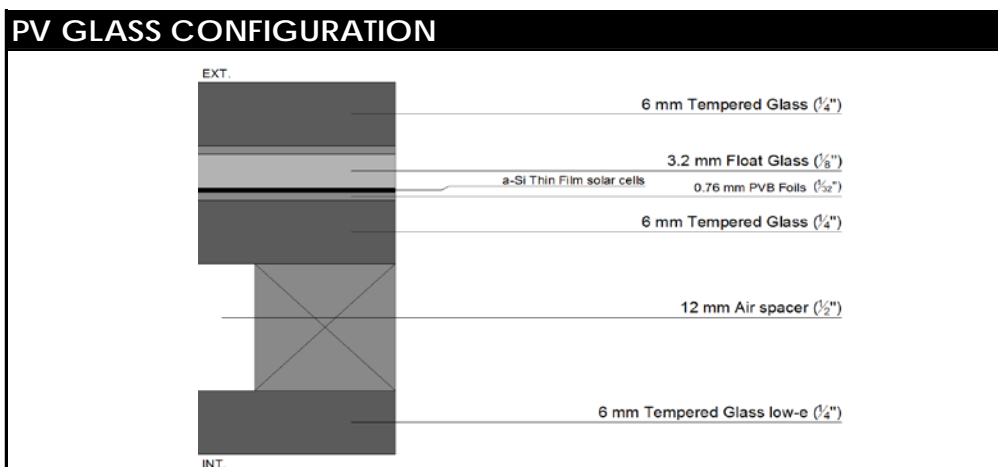 PV GLASS CONFIGURATION
EXT.
6 mm Tempered Glass (¼")
3.2 mm Float Glass (⅛")
a-Si Thin Film solar cells
0.76 mm PVB Foils (1/32")
6 mm Tempered Glass (¼")
12 mm Air spacer (½")
6 mm Tempered Glass low-e (¼")
INT.